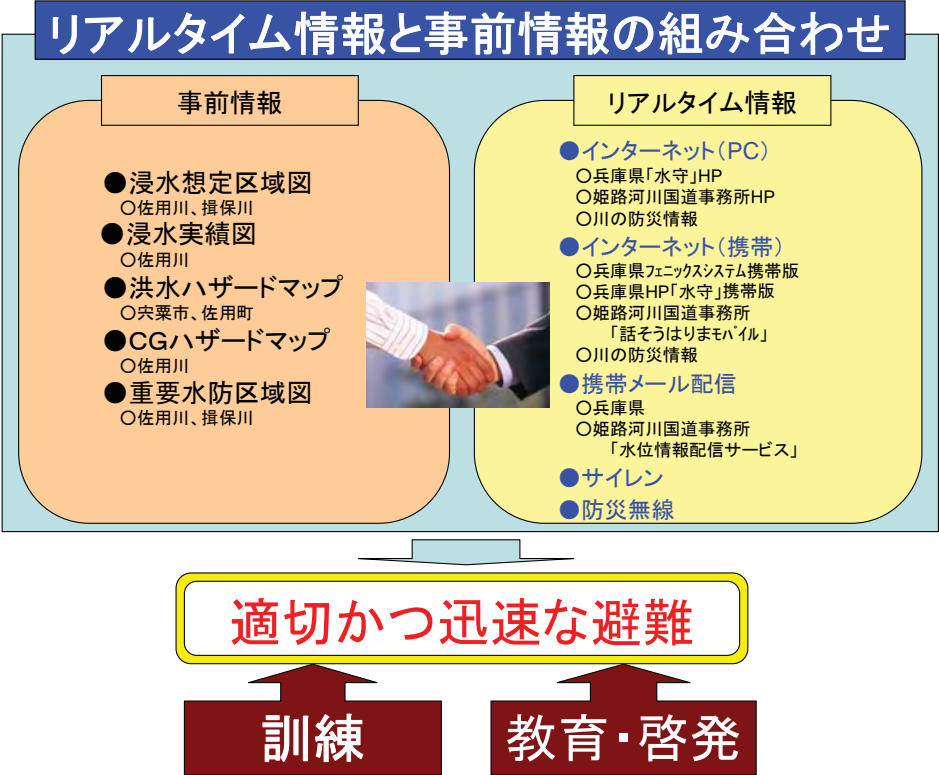 リアルタイム情報と事前情報の組み合わせ
事前情報
●浸水想定区域図
○佐用川、揖保川
●浸水実績図
○佐用川
●洪水ハザードマップ
○宍粟市、佐用町
●CGハザードマップ
○佐用川
●重要水防区域図
○佐用川、揖保川
リアルタイム情報
●インターネット(PC)
○兵庫県「水守」HP
○姫路河川国道事務所HP
○川の防災情報
●インターネット(携帯)
○兵庫県フェニックスシステム携帯版
○兵庫県HP「水守」携帯版
○姫路河川国道事務所
「話そうはりまモバイル」
○川の防災情報
●携帯メール配信
○兵庫県
○姫路河川国道事務所
「水位情報配信サービス」
●サイレン
●防災無線
適切かつ迅速な避難
訓練
教育・啓発